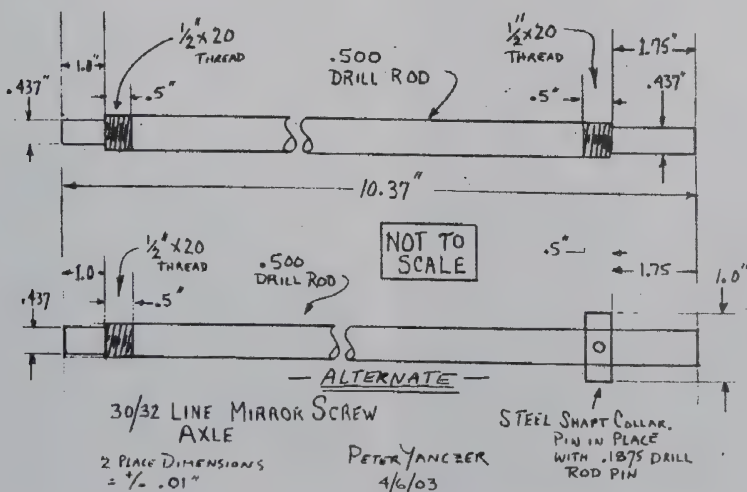 ½"x20
THREAD
1.0"
.437"
.5"
.500
DRILL ROD
½"x20
THREAD
1.75"
.5"
.437"
10.37"
½"x20
THREAD
1.0
.437
.5"
.500
DRILL ROD
NOT TO
SCALE
.5"
1.75
1.0"
— ALTERNATE —
30/32 LINE MIRROR SCREW
AXLE
2 PLACE DIMENSIONS
= +/- .01"
PETER YANCZER
4/6/03
STEEL SHAFT COLLAR.
PIN IN PLACE
WITH .1875 DRILL
ROD PIN